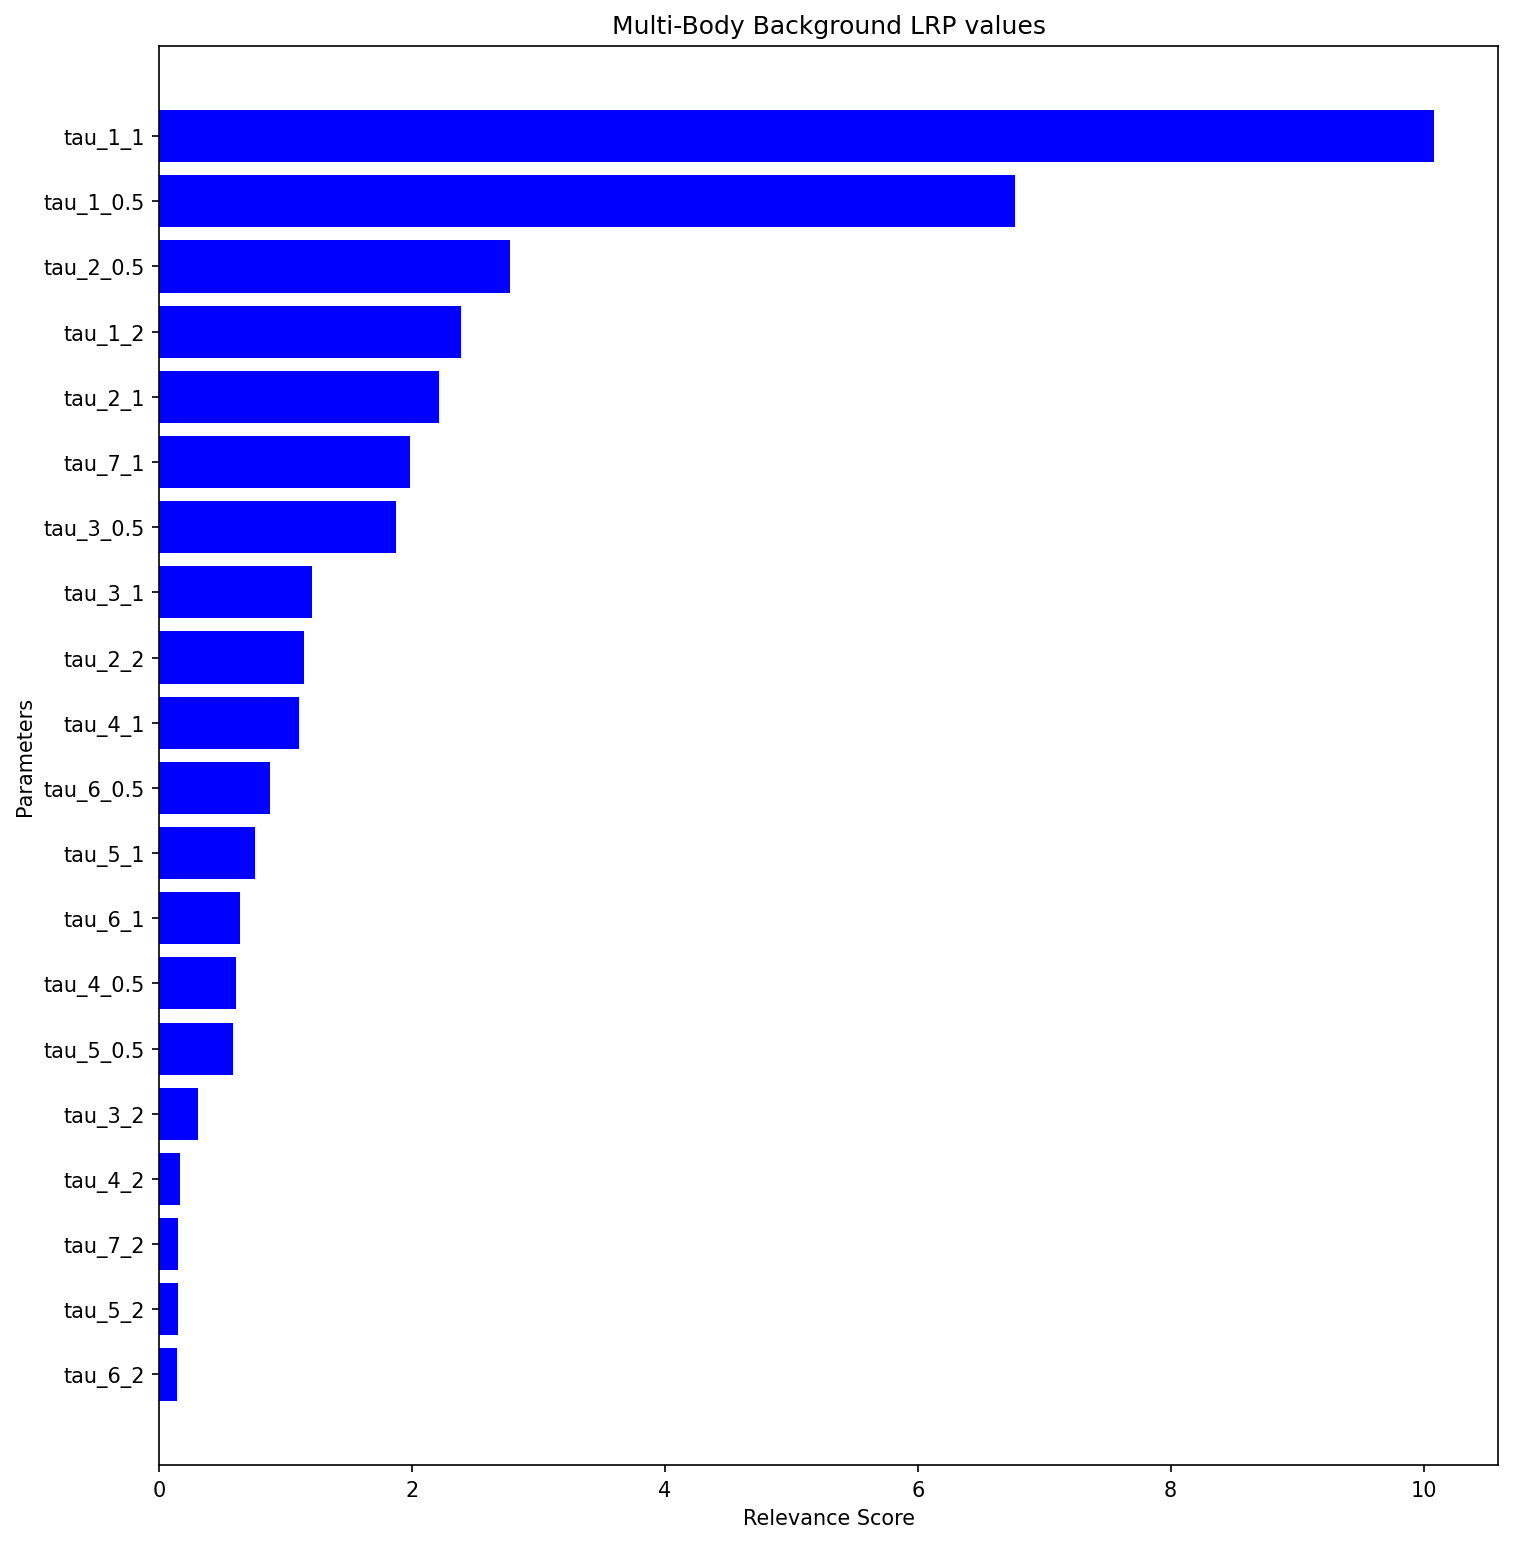 Multi-Body Background LRP values
tau_1_1
tau_1_0.5
tau_2_0.5
tau_1_2
tau_2_1
tau_7_1
tau_3_0.5
tau_3_1
tau_2_2
tau_4_1
tau_6_0.5
tau_5_1
tau_6_1
tau_4_0.5
tau_5_0.5
tau_3_2
tau_4_2
tau_7_2
tau_5_2
tau_6_2
Parameters
0 2 4 6 8 10
Relevance Score